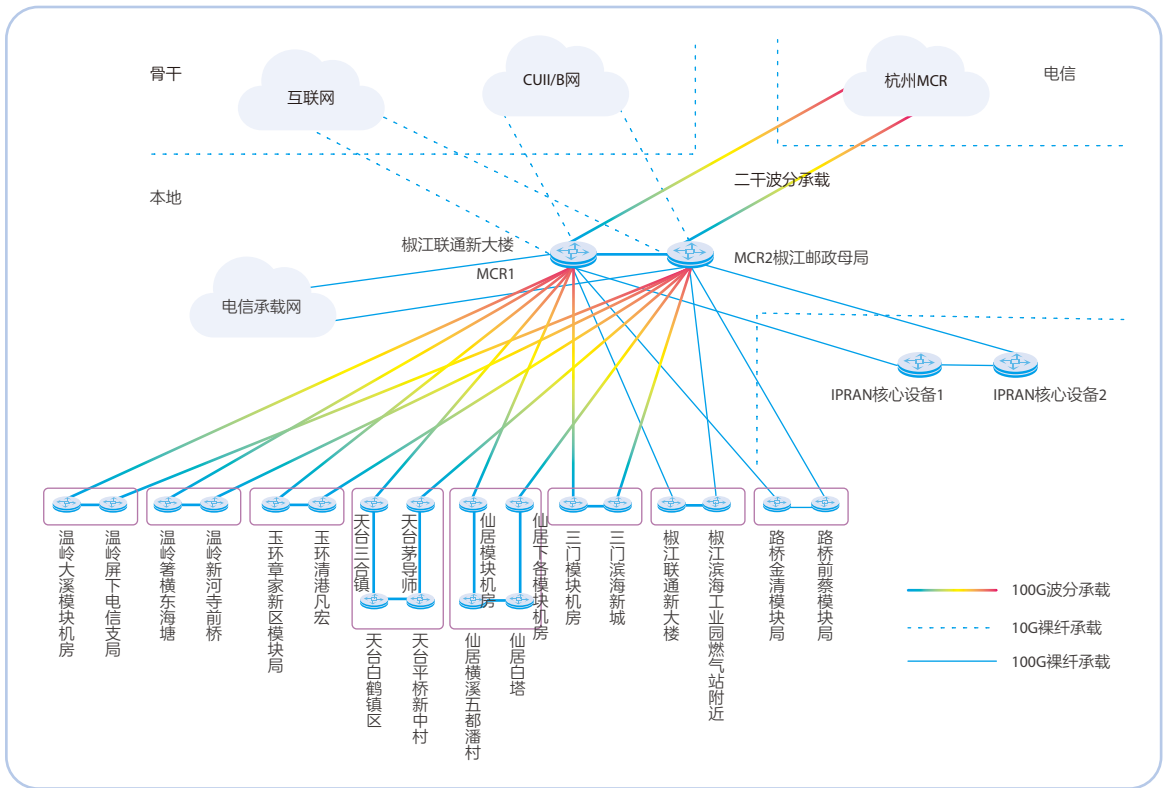 骨干
互联网
CUII/B网
杭州MCR
电信
本地
二干波分承载
椒江联通新大楼
MCR1
MCR2椒江邮政母局
电信承载网
IPRAN核心设备1
IPRAN核心设备2
温岭大溪模块机房
温岭屏下电信支局
温岭箬横东海塘
温岭新河寺前桥
玉环章家新区模块局
玉环清港凡宏
天台三合镇
天台茅导师
天台白鹤镇区
天台平桥新中村
仙居模块机房
仙居下各模块机房
仙居横溪五都潘村
仙居白塔
三门模块机房
三门滨海新城
椒江联通新大楼
椒江滨海工业园燃气站附近
路桥金清模块局
路桥前蔡模块局
100G波分承载
10G裸纤承载
100G裸纤承载